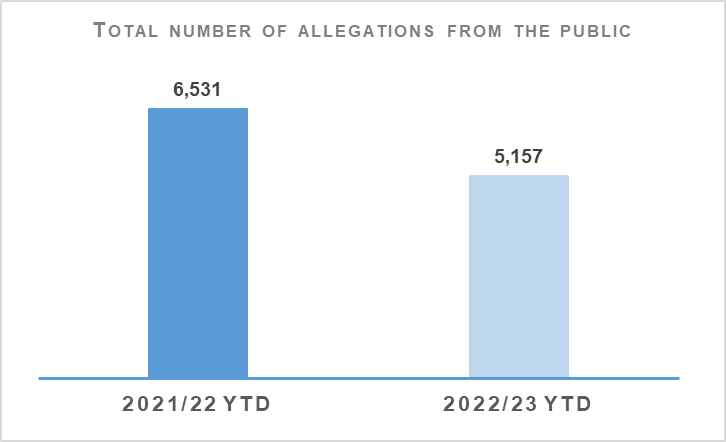 Total number of allegations from the public
6,531
5,157
2021/22 YTD
2022/23 YTD